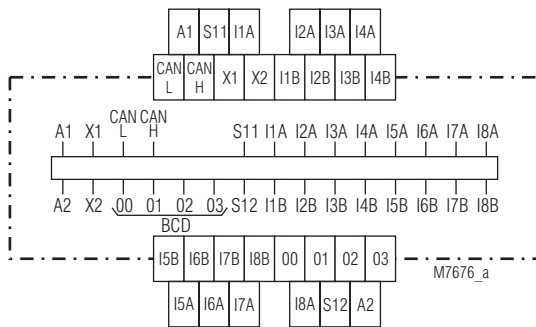 A1 S11 I1A I2A I3A I4A
CAN L CAN H X1 X2 I1B I2B I3B I4B
A1 X1 CAN L CAN H S11 I1A I2A I3A I4A I5A I6A I7A I8A
A2 X2 00 01 02 03 S12 I1B I2B I3B I4B I5B I6B I7B I8B
BCD
I5B I6B I7B I8B 00 01 02 03
M7676_a
I5A I6A I7A I8A S12 A2